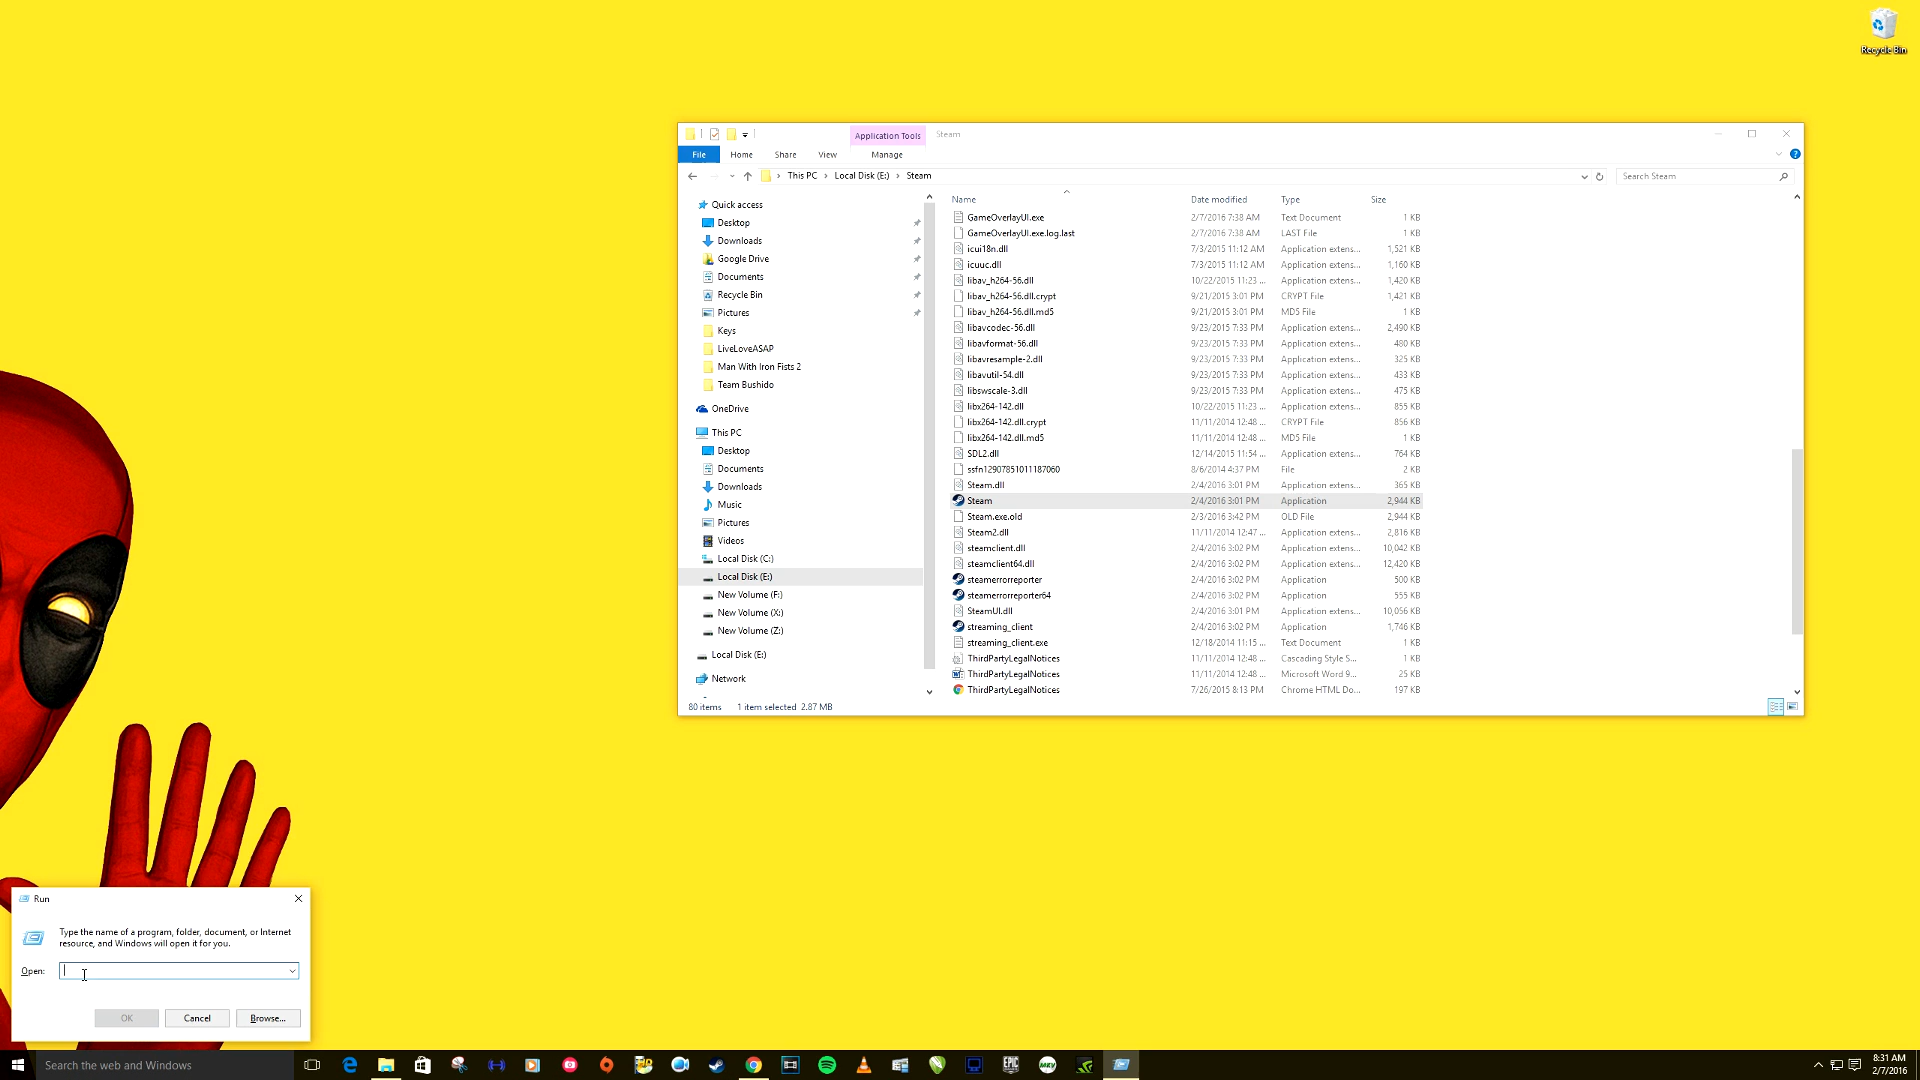 Recycle Bin
Application Tools Steam
File Home Share View Manage
This PC › Local Disk (E:) › Steam
Search Steam
Quick access
Desktop
Downloads
Google Drive
Documents
Recycle Bin
Pictures
Keys
LiveLoveASAP
Man With Iron Fists 2
Team Bushido
OneDrive
This PC
Desktop
Documents
Downloads
Music
Pictures
Videos
Local Disk (C:)
Local Disk (E:)
New Volume (F:)
New Volume (X:)
New Volume (Z:)
Local Disk (E:)
Network
Name Date modified Type Size
GameOverlayUI.exe 2/7/2016 7:38 AM Text Document 1 KB
GameOverlayUI.exe.log.last 2/7/2016 7:38 AM LAST File 1 KB
icui18n.dll 7/3/2015 11:12 AM Application extens... 1,521 KB
icuuc.dll 7/3/2015 11:12 AM Application extens... 1,160 KB
libav_h264-56.dll 10/22/2015 11:23 ... Application extens... 1,420 KB
libav_h264-56.dll.crypt 9/21/2015 3:01 PM CRYPT File 1,421 KB
libav_h264-56.dll.md5 9/21/2015 3:01 PM MD5 File 1 KB
libavcodec-56.dll 9/23/2015 7:33 PM Application extens... 2,490 KB
libavformat-56.dll 9/23/2015 7:33 PM Application extens... 480 KB
libavresample-2.dll 9/23/2015 7:33 PM Application extens... 325 KB
libavutil-54.dll 9/23/2015 7:33 PM Application extens... 433 KB
libswscale-3.dll 9/23/2015 7:33 PM Application extens... 475 KB
libx264-142.dll 10/22/2015 11:23 ... Application extens... 855 KB
libx264-142.dll.crypt 11/11/2014 12:48 ... CRYPT File 856 KB
libx264-142.dll.md5 11/11/2014 12:48 ... MD5 File 1 KB
SDL2.dll 12/14/2015 11:54 ... Application extens... 764 KB
ssfn12907851011187060 8/6/2014 4:37 PM File 2 KB
Steam.dll 2/4/2016 3:01 PM Application extens... 365 KB
Steam 2/4/2016 3:01 PM Application 2,944 KB
Steam.exe.old 2/3/2016 3:42 PM OLD File 2,944 KB
Steam2.dll 11/11/2014 12:47 ... Application extens... 2,816 KB
steamclient.dll 2/4/2016 3:02 PM Application extens... 10,042 KB
steamclient64.dll 2/4/2016 3:02 PM Application extens... 12,420 KB
steamerrorreporter 2/4/2016 3:02 PM Application 500 KB
steamerrorreporter64 2/4/2016 3:02 PM Application 555 KB
SteamUI.dll 2/4/2016 3:01 PM Application extens... 10,056 KB
streaming_client 2/4/2016 3:02 PM Application 1,746 KB
streaming_client.exe 12/18/2014 11:15 ... Text Document 1 KB
ThirdPartyLegalNotices 11/11/2014 12:48 ... Cascading Style S... 1 KB
ThirdPartyLegalNotices 11/11/2014 12:48 ... Microsoft Word 9... 25 KB
ThirdPartyLegalNotices 7/26/2015 8:13 PM Chrome HTML Do... 197 KB
80 items 1 item selected 2.87 MB
Run
Type the name of a program, folder, document, or Internet
resource, and Windows will open it for you.
Open:
OK Cancel Browse...
Search the web and Windows
EPIC
MKV
8:31 AM
2/7/2016